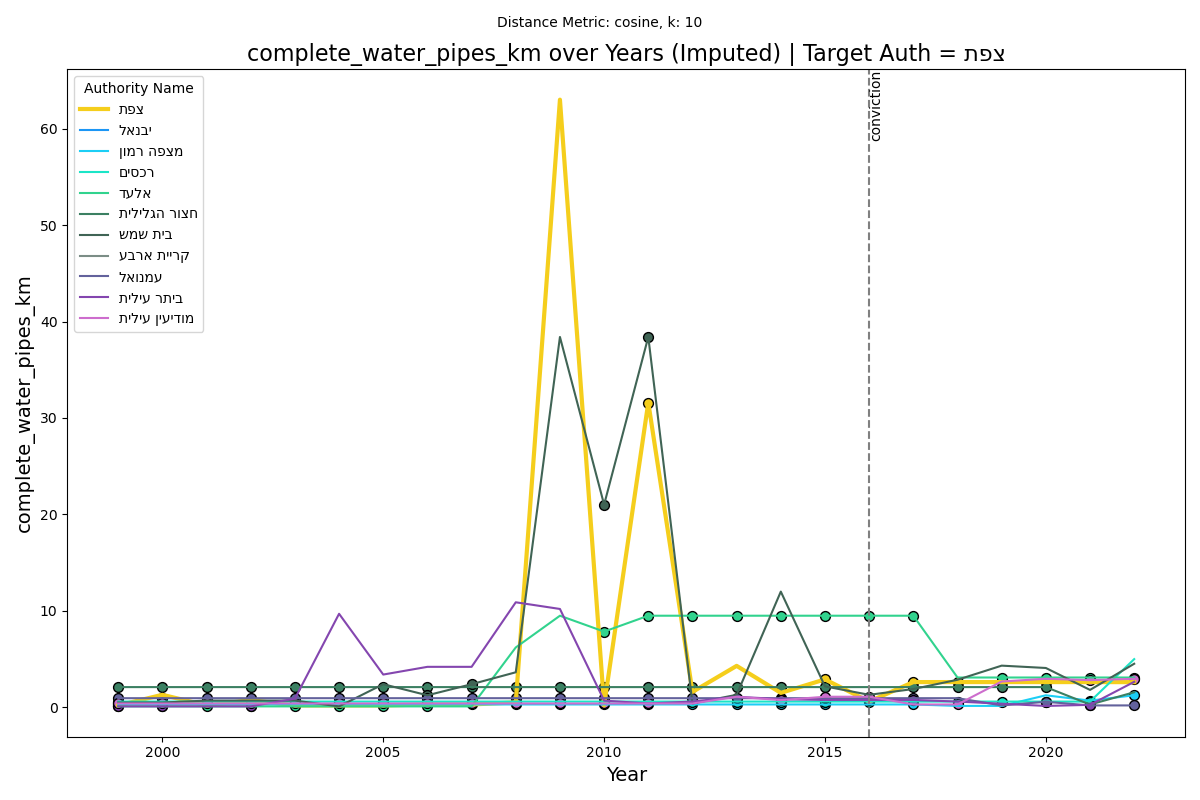 Distance Metric: cosine, k: 10
complete_water_pipes_km over Years (Imputed) | Target Auth = צפת
Authority Name
צפת
יבנאל
מצפה רמון
רכסים
אלעד
חצור הגלילית
בית שמש
קריית ארבע
עמנואל
ביתר עילית
מודיעין עילית
conviction
complete_water_pipes_km
60
50
40
30
20
10
0
2000
2005
2010
2015
2020
Year